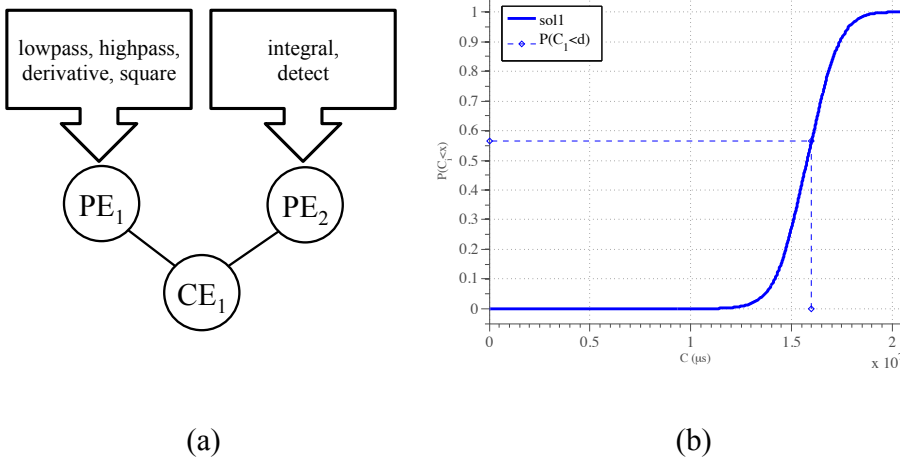 lowpass, highpass,
derivative, square
integral,
detect
PE1
PE2
CE1
(a)
sol1
P(C1<d)
P(C,<x)
1
0.9
0.8
0.7
0.6
0.5
0.4
0.3
0.2
0.1
0
0
0.5
1
1.5
2
C (µs)
(b)